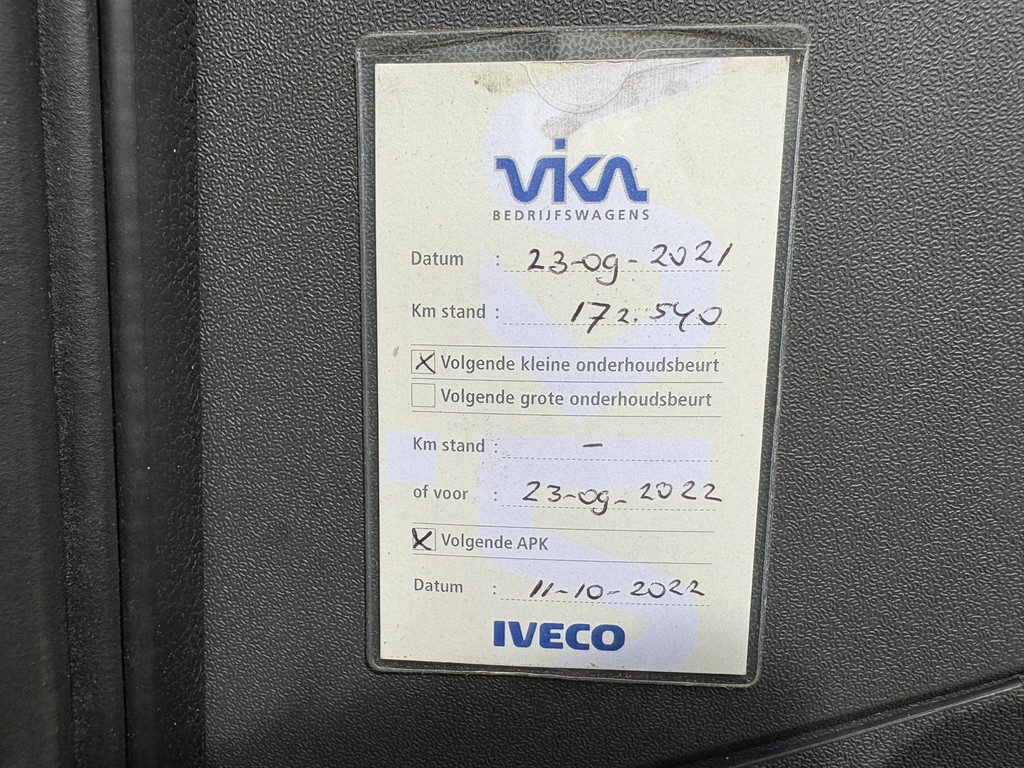 VIKA
BEDRIJFSWAGENS
Datum : 23-09-2021
Km stand : 172.540
Volgende kleine onderhoudsbeurt
Volgende grote onderhoudsbeurt
Km stand : -
of voor : 23-09-2022
Volgende APK
Datum : 11-10-2022
IVECO